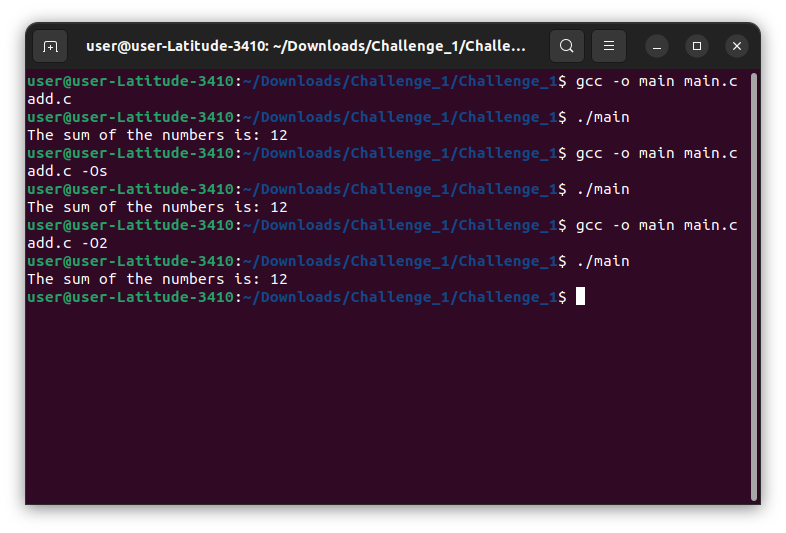 user@user-Latitude-3410: ~/Downloads/Challenge_1/Challe...
user@user-Latitude-3410:~/Downloads/Challenge_1/Challenge_1$ gcc -o main main.c
add.c
user@user-Latitude-3410:~/Downloads/Challenge_1/Challenge_1$ ./main
The sum of the numbers is: 12
user@user-Latitude-3410:~/Downloads/Challenge_1/Challenge_1$ gcc -o main main.c
add.c -Os
user@user-Latitude-3410:~/Downloads/Challenge_1/Challenge_1$ ./main
The sum of the numbers is: 12
user@user-Latitude-3410:~/Downloads/Challenge_1/Challenge_1$ gcc -o main main.c
add.c -O2
user@user-Latitude-3410:~/Downloads/Challenge_1/Challenge_1$ ./main
The sum of the numbers is: 12
user@user-Latitude-3410:~/Downloads/Challenge_1/Challenge_1$